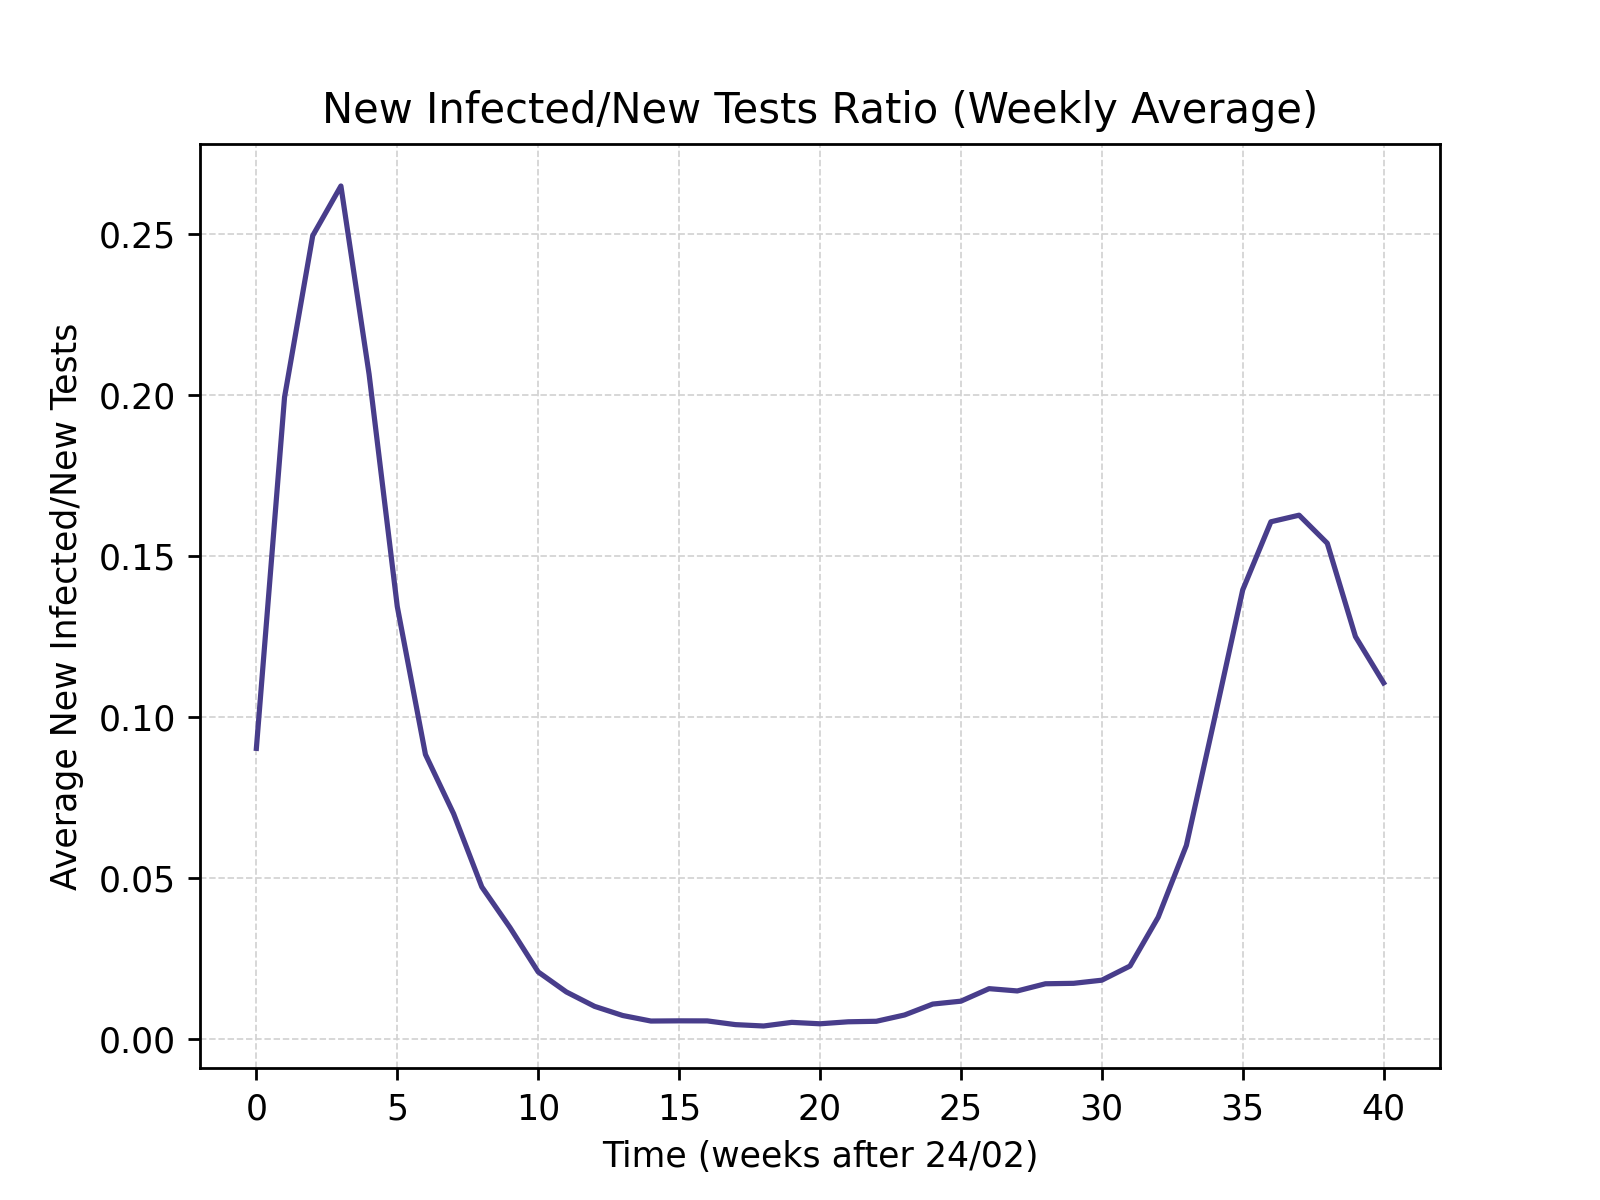 New Infected/New Tests Ratio (Weekly Average)
Average New Infected/New Tests
0.25
0.20
0.15
0.10
0.05
0.00
0 5 10 15 20 25 30 35 40
Time (weeks after 24/02)